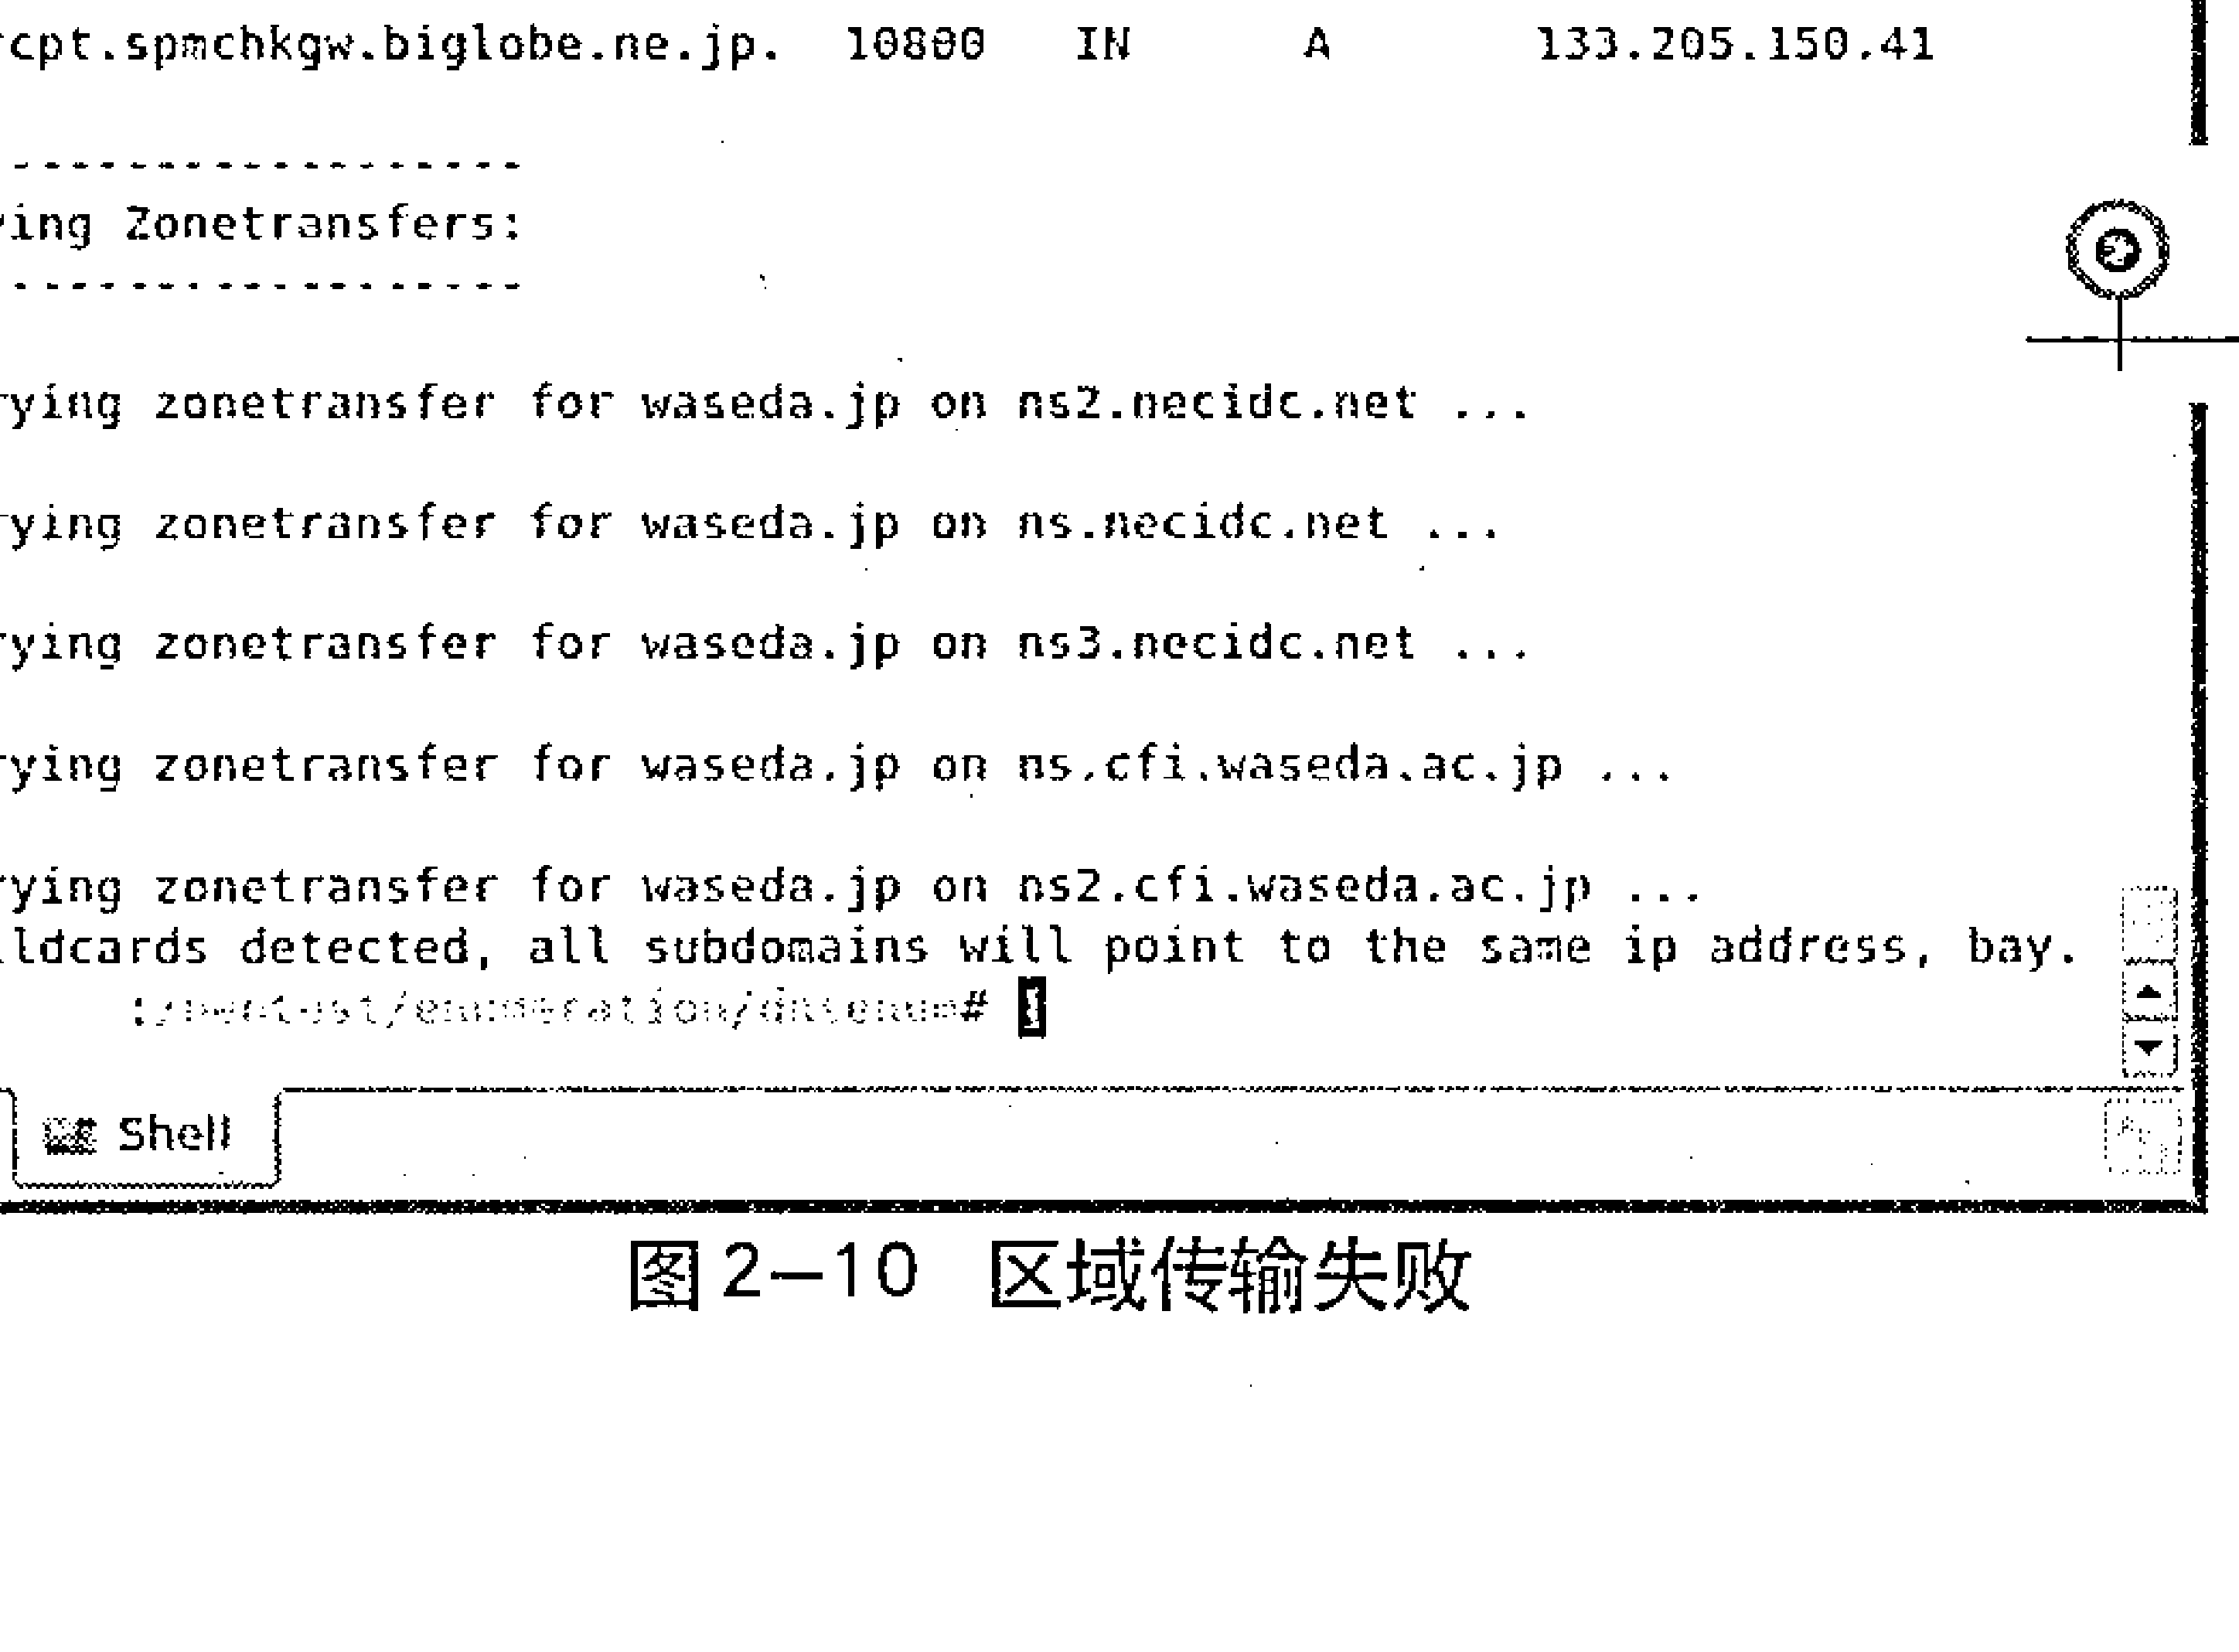 rcpt.spmchkgw.biglobe.ne.jp. 10800 IN A 133.205.150.41
------------------
ying Zonetransfers:
------------------
rying zonetransfer for waseda.jp on ns2.necidc.net ...
rying zonetransfer for waseda.jp on ns.necidc.net ...
rying zonetransfer for waseda.jp on ns3.necidc.net ...
rying zonetransfer for waseda.jp on ns.cfi.waseda.ac.jp ...
rying zonetransfer for waseda.jp on ns2.cfi.waseda.ac.jp ...
ldcards detected, all subdomains will point to the same ip address, bay.
#
Shell
图 2-10 区域传输失败